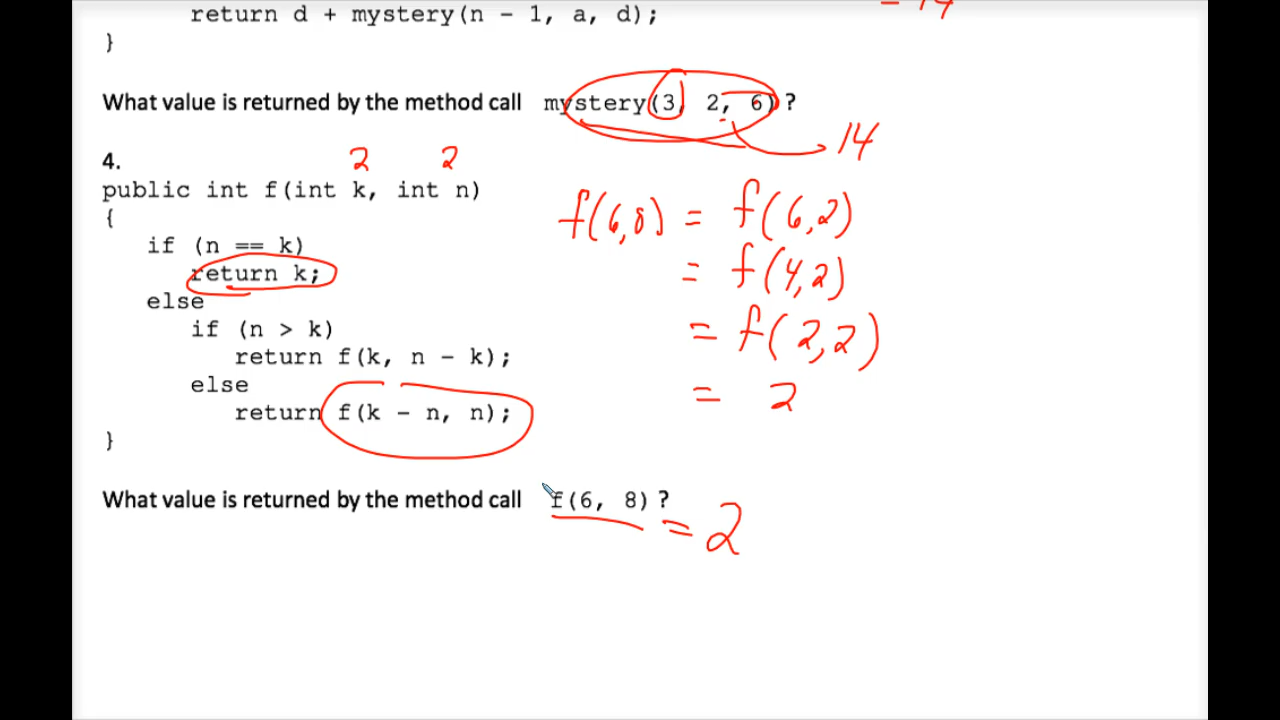 return d + mystery(n - 1, a, d);
= 14
}
What value is returned by the method call mystery(3, 2, 6)?
14
4.
2 2
public int f(int k, int n)
{
if (n == k)
return k;
else
if (n > k)
return f(k, n - k);
else
return f(k - n, n);
}
f(6,8) = f(6,2)
= f(4,2)
= f(2,2)
= 2
What value is returned by the method call f(6, 8)?
= 2